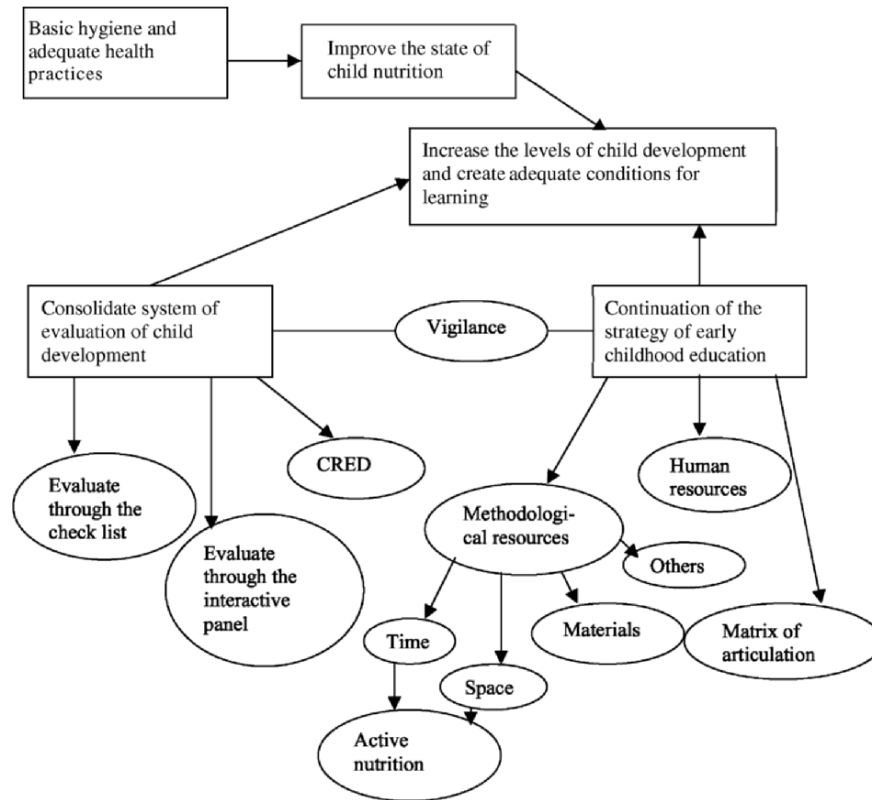 Basic hygiene and
adequate health
practices
Improve the state of
child nutrition
Increase the levels of child development
and create adequate conditions for
learning
Consolidate system of
evaluation of child
development
Vigilance
Continuation of the
strategy of early
childhood education
CRED
Human
resources
Evaluate
through the
check list
Methodologi-
cal resources
Evaluate
through the
interactive
panel
Others
Time
Materials
Matrix of
articulation
Space
Active
nutrition